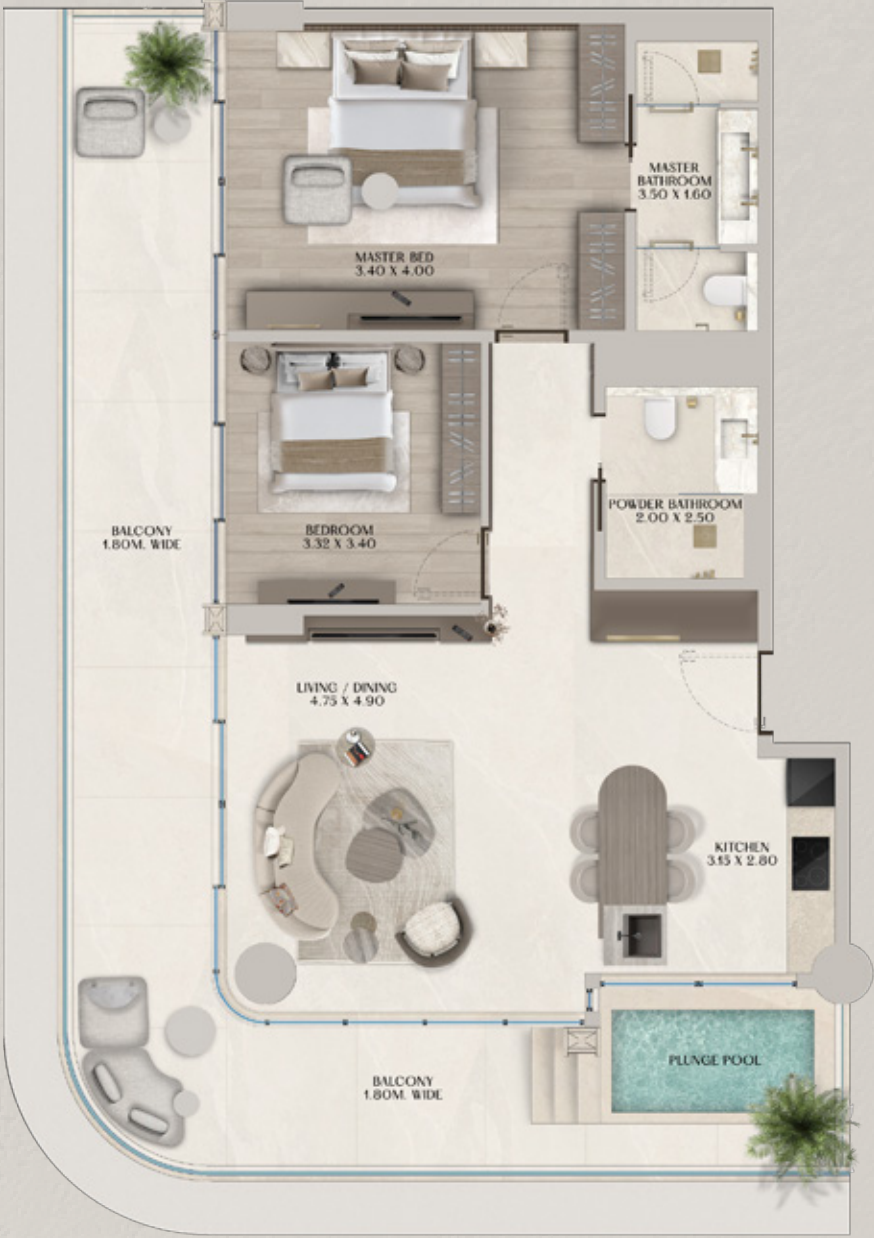 MASTER
BATHROOM
3.50 X 1.60
MASTER BED
3.40 X 4.00
BALCONY
1.80M. WIDE
BEDROOM
3.32 X 3.40
POWDER BATHROOM
2.00 X 2.50
LIVING / DINING
4.75 X 4.90
KITCHEN
3.15 X 2.80
PLUNGE POOL
BALCONY
1.80M. WIDE